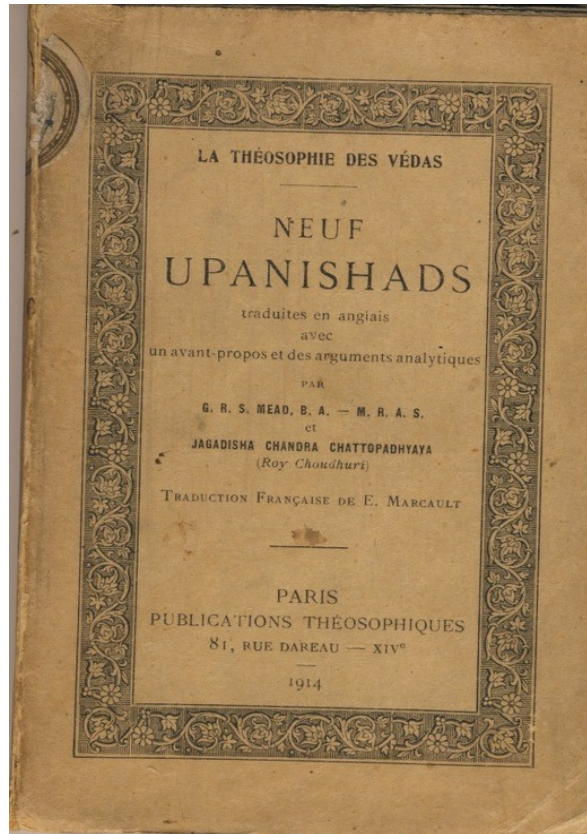 LA THÉOSOPHIE DES VÉDAS
NEUF
UPANISHADS
traduites en anglais
avec
un avant-propos et des arguments analytiques
PAR
G. R. S. MEAD, B. A. — M. R. A. S.
et
JAGADISHA CHANDRA CHATTOPADHYAYA
(Roy Choudhuri)
TRADUCTION FRANÇAISE DE E. MARCAULT
PARIS
PUBLICATIONS THÉOSOPHIQUES
81, RUE DAREAU — XIVe
1914